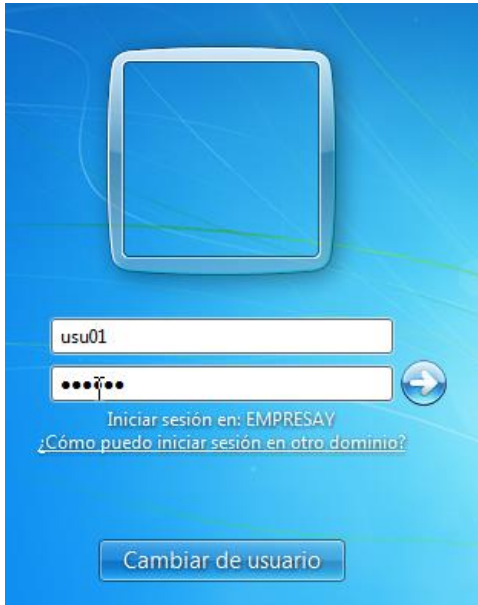 usu01
••••••
Iniciar sesión en: EMPRESAY
¿Cómo puedo iniciar sesión en otro dominio?
Cambiar de usuario